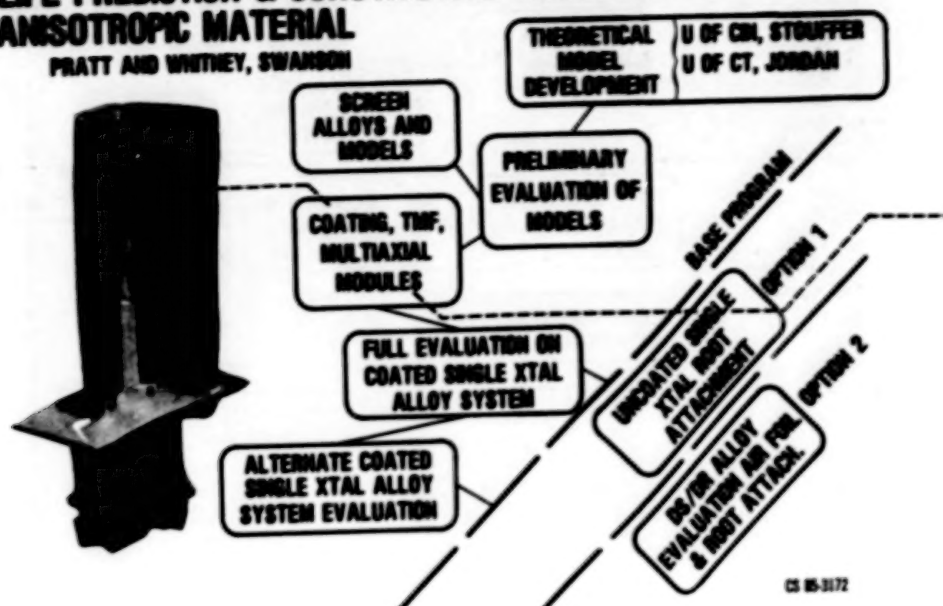 ANISOTROPIC MATERIAL
PRATT AND WHITNEY, SWANSON
THEORETICAL
MODEL
DEVELOPMENT
U OF CIN, STOUFFER
U OF CT, JORDAN
SCREEN
ALLOYS AND
MODELS
PRELIMINARY
EVALUATION OF
MODELS
COATING, TMF,
MULTIAXIAL
MODULES
BASE PROGRAM
OPTION 1
UNCOATED SINGLE
XTAL ROOT
ATTACHMENT
FULL EVALUATION ON
COATED SINGLE XTAL
ALLOY SYSTEM
OPTION 2
ALTERNATE COATED
SINGLE XTAL ALLOY
SYSTEM EVALUATION
DS/DR ALLOY
EVALUATION AIR FOIL
& ROOT ATTACH.
CS 85-3172